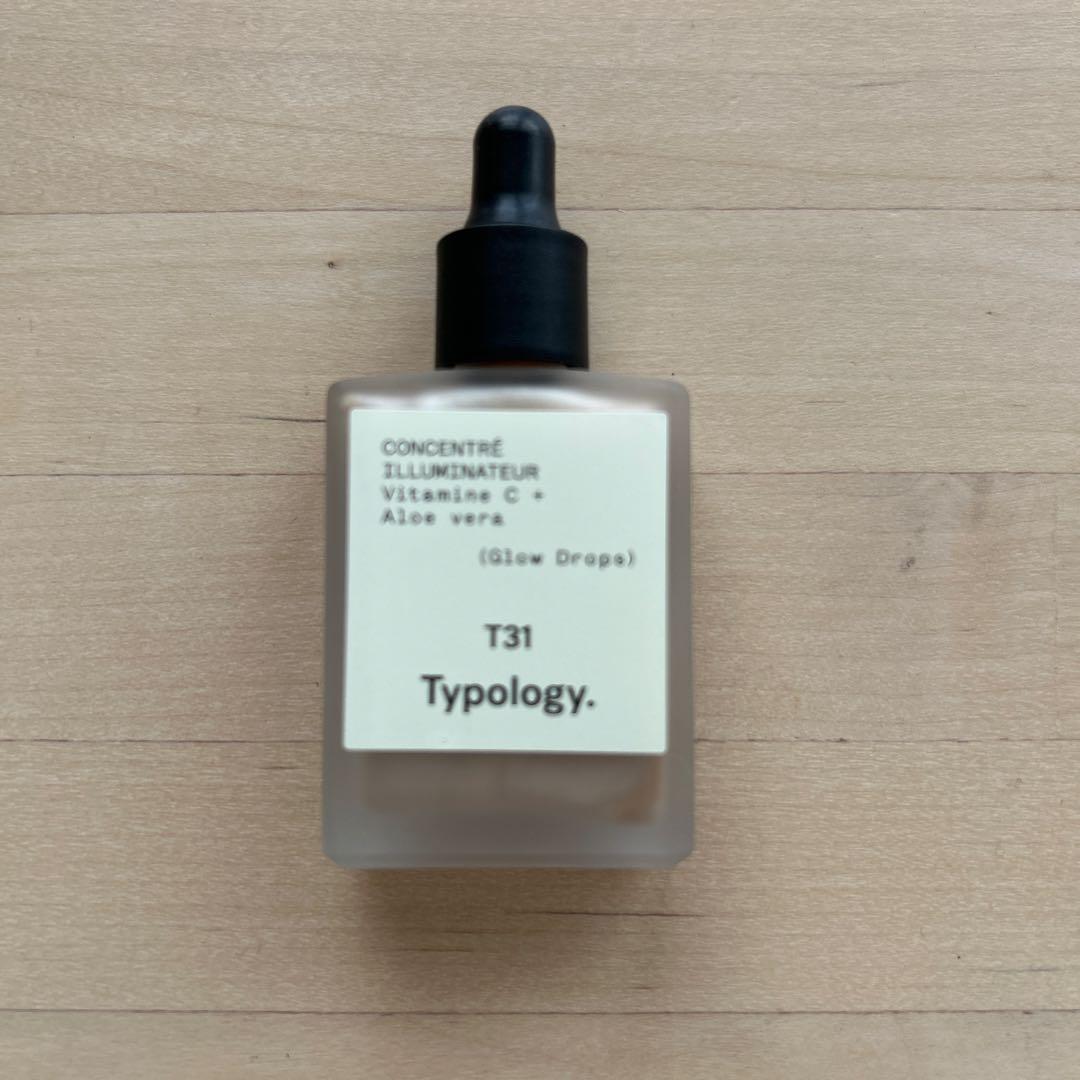 CONCENTRÉ
ILLUMINATEUR
Vitamine C +
Aloe vera
(Glow Drops)
T31
Typology.